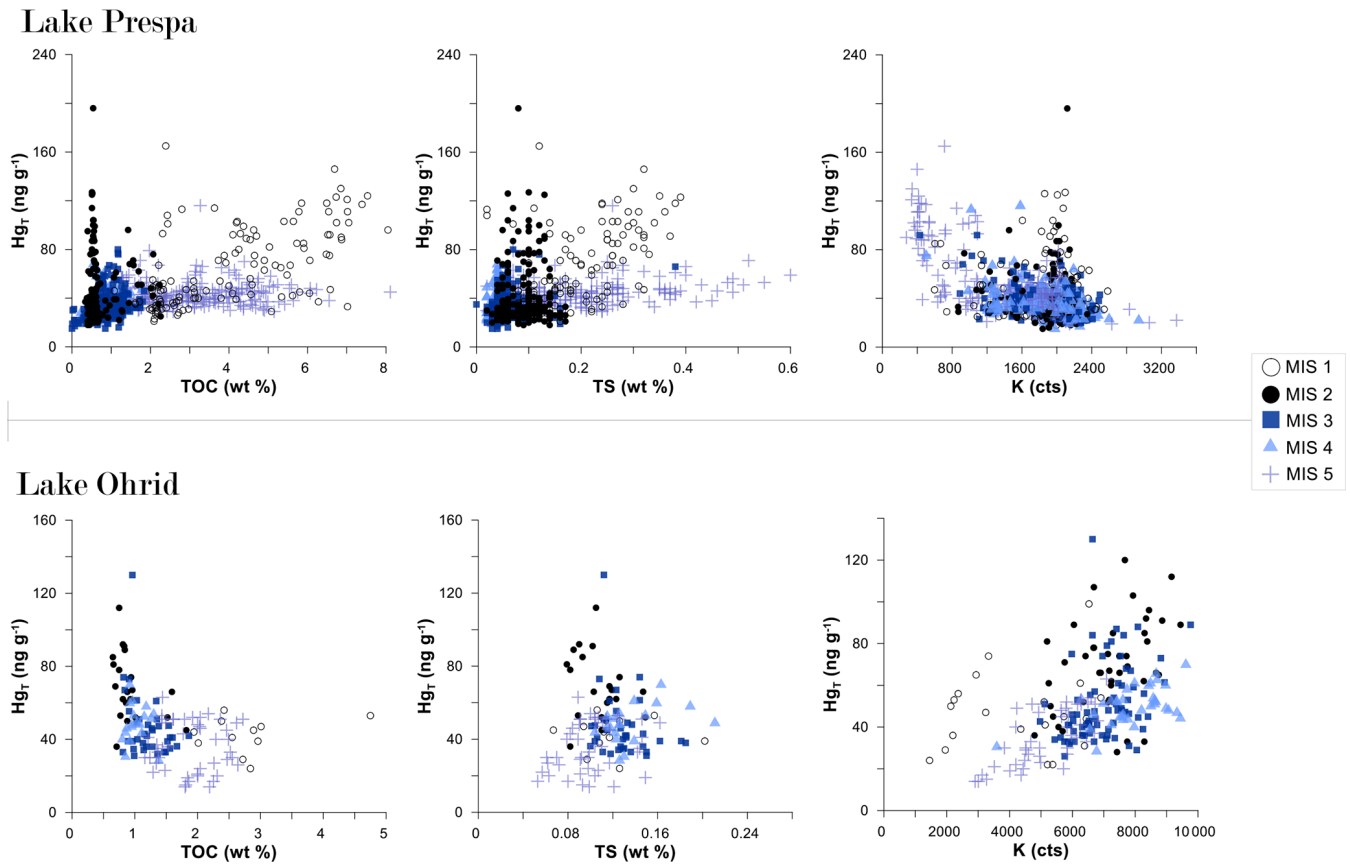 Lake Prespa
240
160
80
0
Hg_T (ng g⁻¹)
0 2 4 6 8
TOC (wt %)
240
160
80
0
Hg_T (ng g⁻¹)
0 0.2 0.4 0.6
TS (wt %)
240
160
80
0
Hg_T (ng g⁻¹)
0 800 1600 2400 3200
K (cts)
MIS 1
MIS 2
MIS 3
MIS 4
MIS 5
Lake Ohrid
160
120
80
40
0
Hg_T (ng g⁻¹)
0 1 2 3 4 5
TOC (wt %)
160
120
80
40
0
Hg_T (ng g⁻¹)
0 0.08 0.16 0.24
TS (wt %)
120
80
40
0
Hg_T (ng g⁻¹)
0 2000 4000 6000 8000 10000
K (cts)